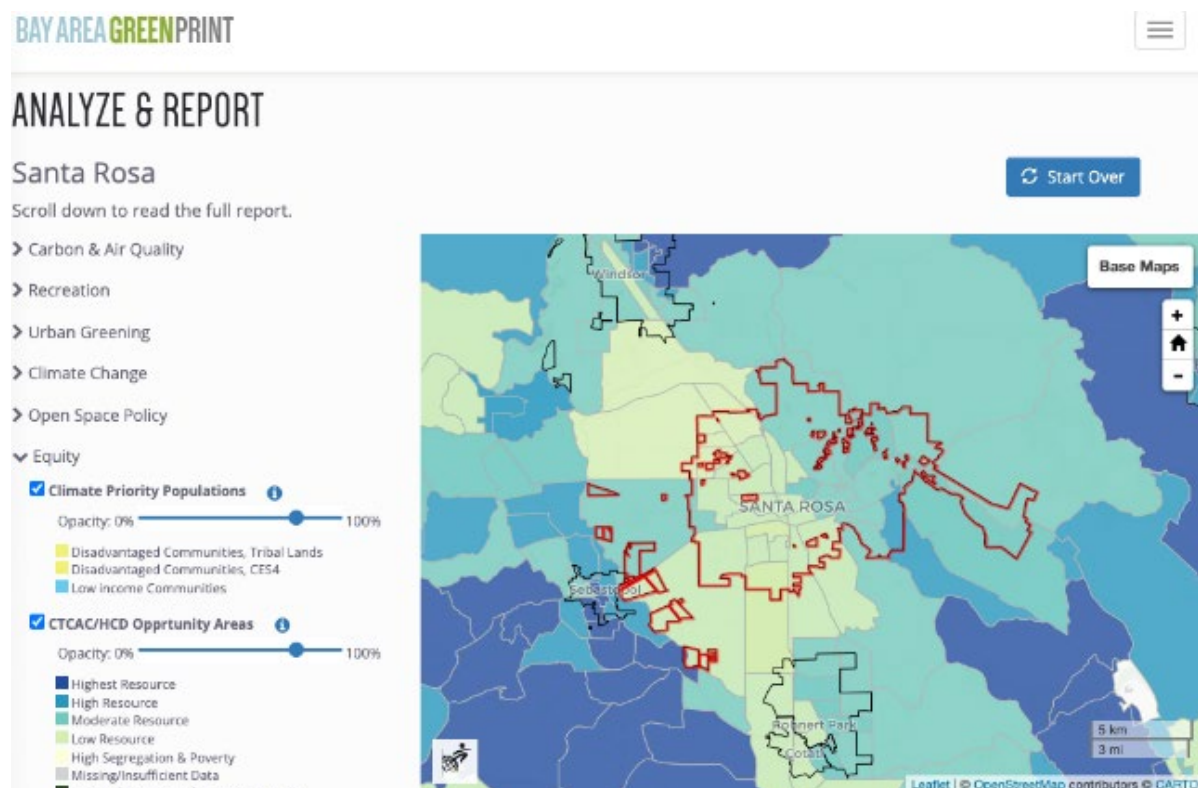 BAY AREA GREENPRINT
ANALYZE & REPORT
Santa Rosa
Start Over
Scroll down to read the full report.
Carbon & Air Quality
Recreation
Urban Greening
Climate Change
Open Space Policy
Equity
Climate Priority Populations
Opacity: 0% 100%
Disadvantaged Communities, Tribal Lands
Disadvantaged Communities, CES4
Low income Communities
CTCAC/HCD Opprtunity Areas
Opacity: 0% 100%
Highest Resource
High Resource
Moderate Resource
Low Resource
High Segregation & Poverty
Missing/Insufficient Data
Base Maps
+
-
Windsor
SANTA ROSA
Sebastopol
Rohnert Park
Cotati
5 km
3 mi
Leaflet | © OpenStreetMap contributors © CARTO